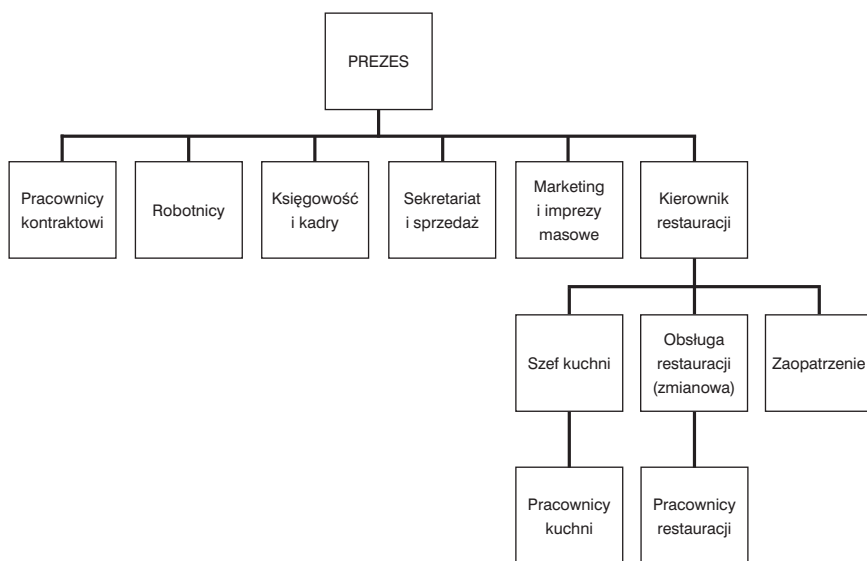 PREZES
Pracownicy
kontraktowi
Robotnicy
Księgowość
i kadry
Sekretariat
i sprzedaż
Marketing
i imprezy
masowe
Kierownik
restauracji
Szef kuchni
Obsługa
restauracji
(zmianowa)
Zaopatrzenie
Pracownicy
kuchni
Pracownicy
restauracji